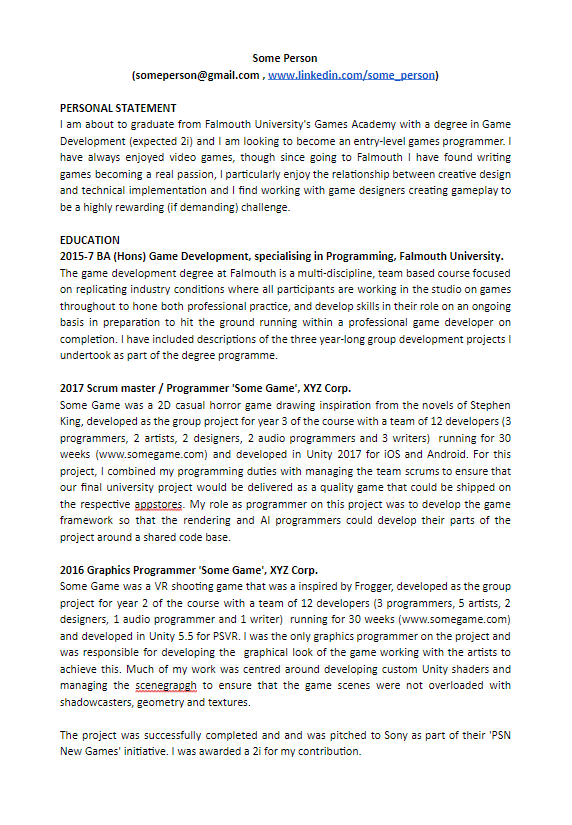 Some Person
(someperson@gmail.com , www.linkedin.com/some_person)
PERSONAL STATEMENT
I am about to graduate from Falmouth University's Games Academy with a degree in Game
Development (expected 2i) and I am looking to become an entry-level games programmer. I
have always enjoyed video games, though since going to Falmouth I have found writing
games becoming a real passion, I particularly enjoy the relationship between creative design
and technical implementation and I find working with game designers creating gameplay to
be a highly rewarding (if demanding) challenge.
EDUCATION
2015-7 BA (Hons) Game Development, specialising in Programming, Falmouth University.
The game development degree at Falmouth is a multi-discipline, team based course focused
on replicating industry conditions where all participants are working in the studio on games
throughout to hone both professional practice, and develop skills in their role on an ongoing
basis in preparation to hit the ground running within a professional game developer on
completion. I have included descriptions of the three year-long group development projects I
undertook as part of the degree programme.
2017 Scrum master / Programmer 'Some Game', XYZ Corp.
Some Game was a 2D casual horror game drawing inspiration from the novels of Stephen
King, developed as the group project for year 3 of the course with a team of 12 developers (3
programmers, 2 artists, 2 designers, 2 audio programmers and 3 writers) running for 30
weeks (www.somegame.com) and developed in Unity 2017 for iOS and Android. For this
project, I combined my programming duties with managing the team scrums to ensure that
our final university project would be delivered as a quality game that could be shipped on
the respective appstores. My role as programmer on this project was to develop the game
framework so that the rendering and AI programmers could develop their parts of the
project around a shared code base.
2016 Graphics Programmer 'Some Game', XYZ Corp.
Some Game was a VR shooting game that was a inspired by Frogger, developed as the group
project for year 2 of the course with a team of 12 developers (3 programmers, 5 artists, 2
designers, 1 audio programmer and 1 writer) running for 30 weeks (www.somegame.com)
and developed in Unity 5.5 for PSVR. I was the only graphics programmer on the project and
was responsible for developing the graphical look of the game working with the artists to
achieve this. Much of my work was centred around developing custom Unity shaders and
managing the scenegrapgh to ensure that the game scenes were not overloaded with
shadowcasters, geometry and textures.
The project was successfully completed and and was pitched to Sony as part of their 'PSN
New Games' initiative. I was awarded a 2i for my contribution.